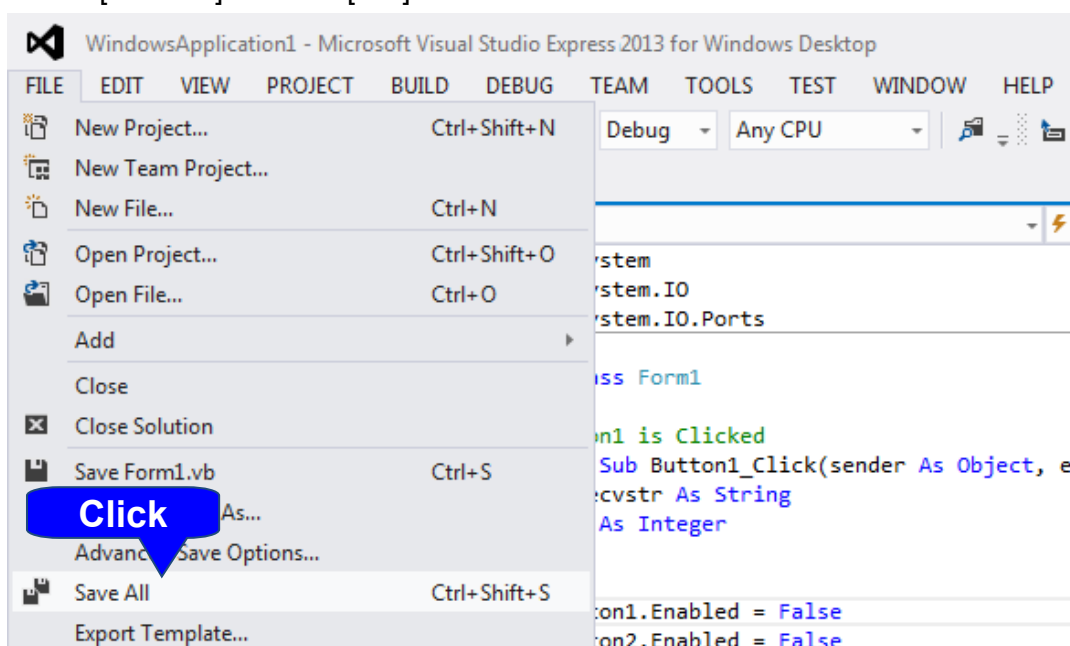 WindowsApplication1 - Microsoft Visual Studio Express 2013 for Windows Desktop
FILE EDIT VIEW PROJECT BUILD DEBUG TEAM TOOLS TEST WINDOW HELP
New Project... Ctrl+Shift+N
Debug Any CPU
New Team Project...
New File... Ctrl+N
Open Project... Ctrl+Shift+O
Open File... Ctrl+O
Add
Close
Close Solution
Save Form1.vb Ctrl+S
Click
As...
Save Options...
Save All Ctrl+Shift+S
Export Template...
ystem
ystem.IO
ystem.IO.Ports
ass Form1
on1 is Clicked
Sub Button1_Click(sender As Object, e
ecvstr As String
As Integer
ton1.Enabled = False
ton2.Enabled = False